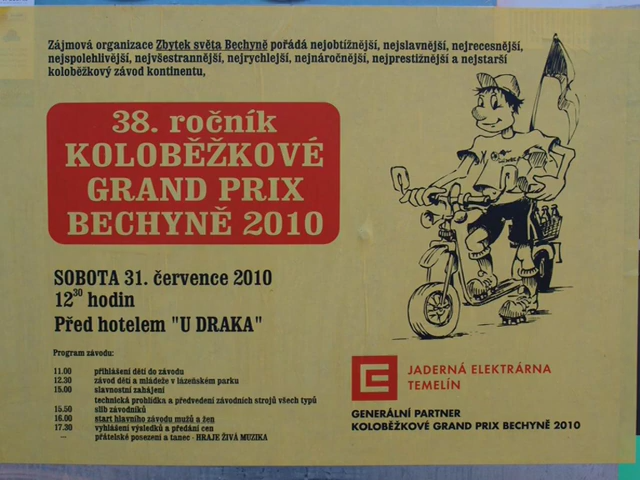 Zájmová organizace Zbytek světa Bechyně pořádá nejobtížnější, nejslavnější, nejrecesnější,
nejspolehlivější, nejvšestrannější, nejrychlejší, nejnáročnější, nejprestižnější a nejstarší
koloběžkový závod kontinentu,
38. ročník
KOLOBĚŽKOVÉ
GRAND PRIX
BECHYNĚ 2010
SOBOTA 31. července 2010
12³⁰ hodin
Před hotelem "U DRAKA"
Program závodu:
11.00 přihlášení dětí do závodu
12.30 závod dětí a mládeže v lázeňském parku
15.00 slavnostní zahájení
technická prohlídka a předvedení závodních strojů všech typů
15.50 slib závodníků
16.00 start hlavního závodu mužů a žen
17.30 vyhlášení výsledků a předání cen
— přátelské posezení a tanec - HRAJE ŽIVÁ MUZIKA
JADERNÁ ELEKTRÁRNA
TEMELÍN
GENERÁLNÍ PARTNER
KOLOBĚŽKOVÉ GRAND PRIX BECHYNĚ 2010